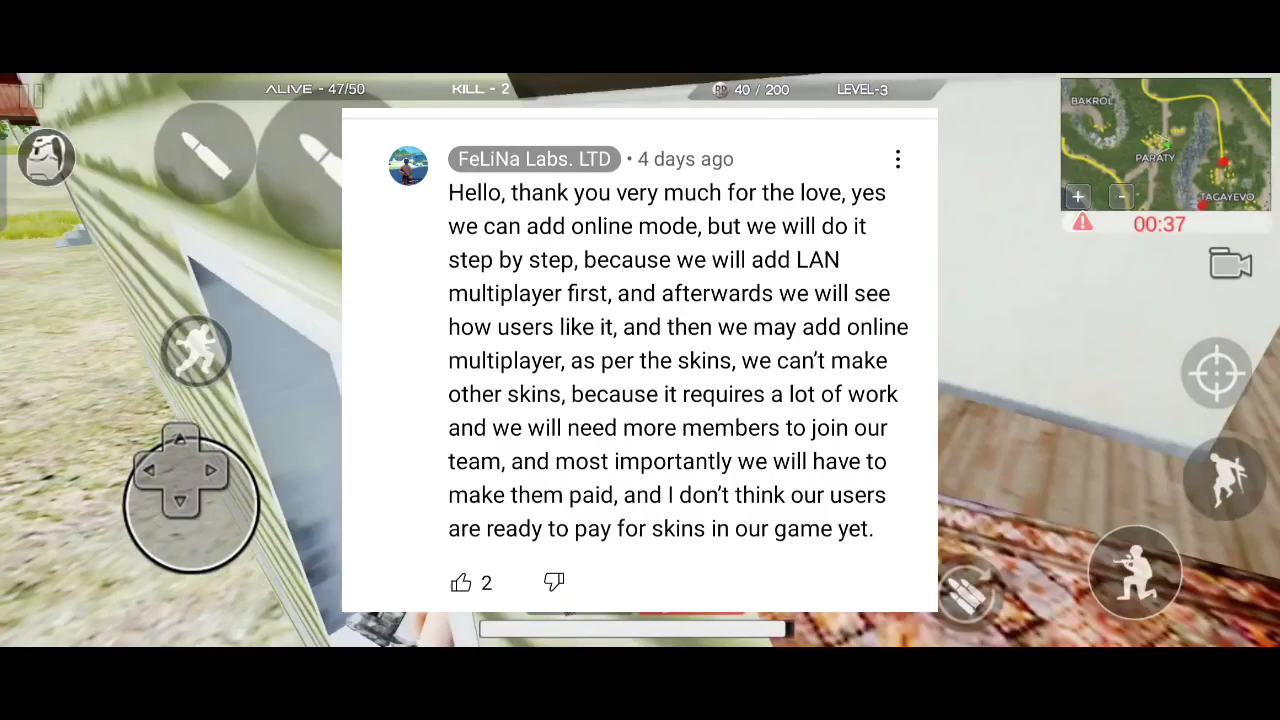 ALIVE - 47/50
KILL - 2
40 / 200
LEVEL-3
BAKROL
PARATY
TAGAYEVO
+
-
00:37
FeLiNa Labs. LTD • 4 days ago
Hello, thank you very much for the love, yes
we can add online mode, but we will do it
step by step, because we will add LAN
multiplayer first, and afterwards we will see
how users like it, and then we may add online
multiplayer, as per the skins, we can’t make
other skins, because it requires a lot of work
and we will need more members to join our
team, and most importantly we will have to
make them paid, and I don’t think our users
are ready to pay for skins in our game yet.
2